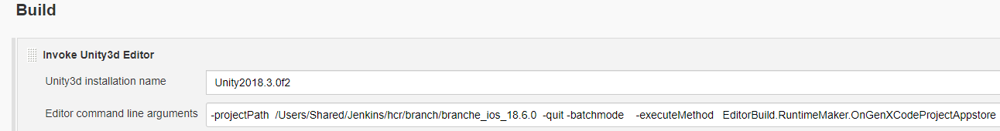 Build
Invoke Unity3d Editor
Unity3d installation name Unity2018.3.0f2
Editor command line arguments -projectPath /Users/Shared/Jenkins/hcr/branch/branche_ios_18.6.0 -quit -batchmode -executeMethod EditorBuild.RuntimeMaker.OnGenXCodeProjectAppstore